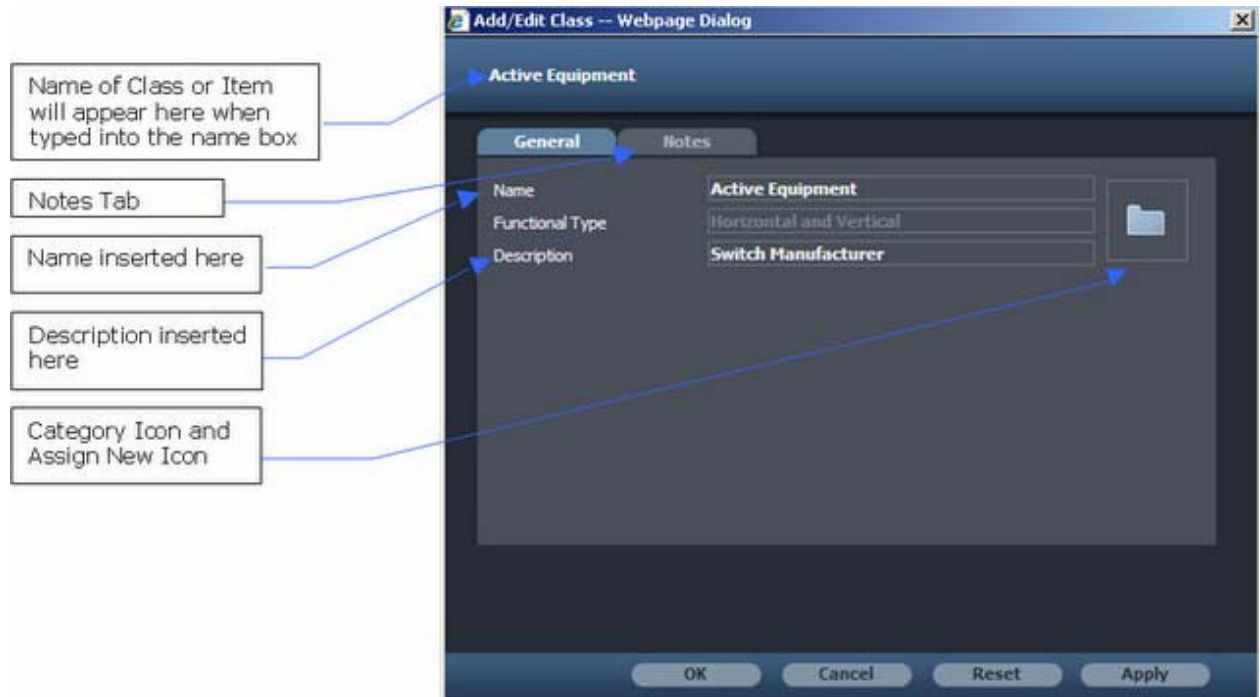 Add/Edit Class -- Webpage Dialog
Active Equipment
Name of Class or Item
will appear here when
typed into the name box
General Notes
Notes Tab
Name Active Equipment
Functional Type Horizontal and Vertical
Description Switch Manufacturer
Name inserted here
Description inserted
here
Category Icon and
Assign New Icon
OK Cancel Reset Apply